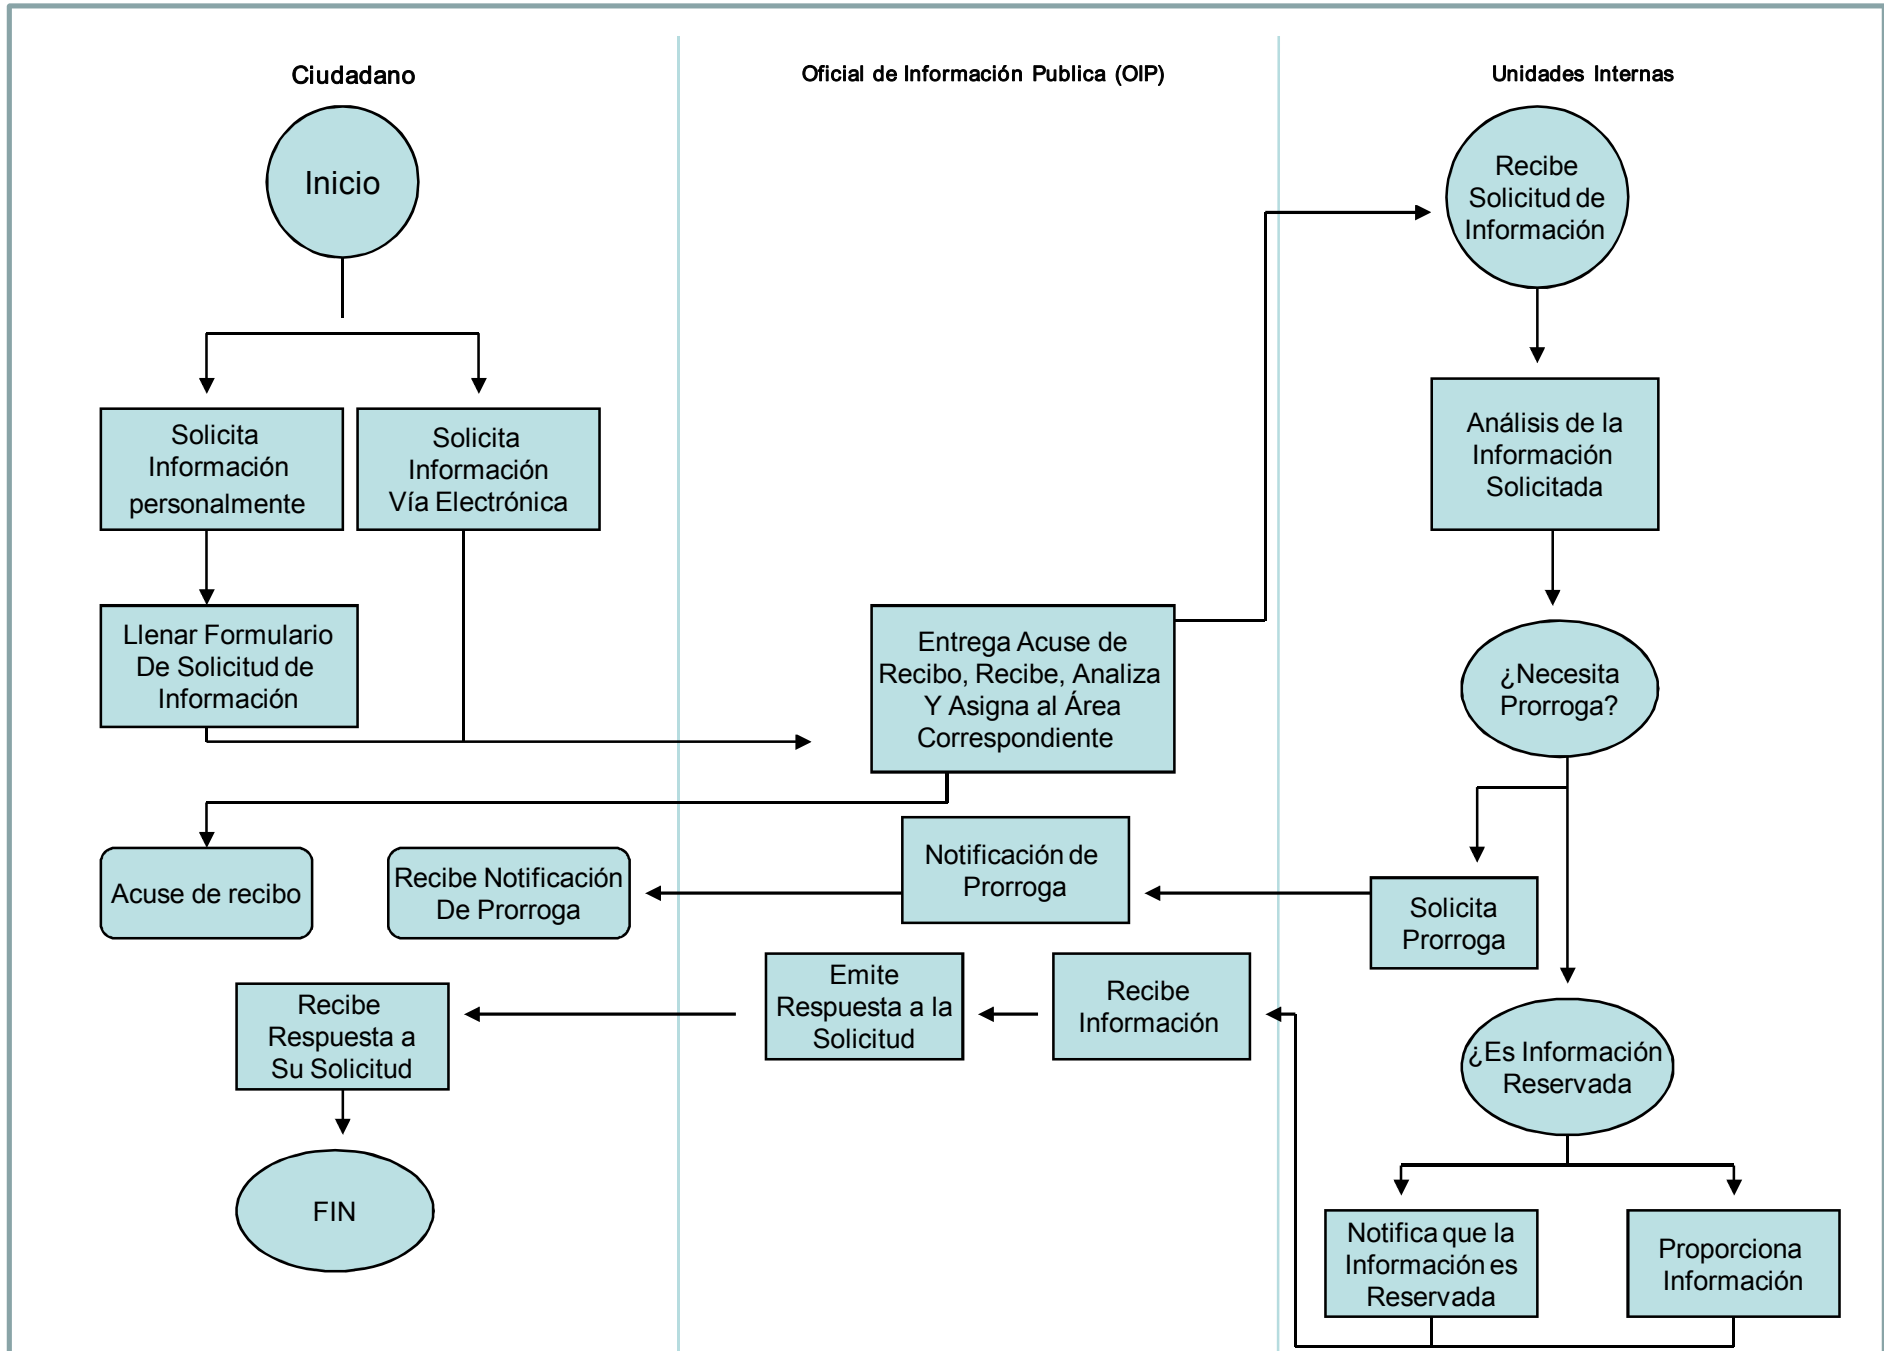 Ciudadano
Oficial de Información Publica (OIP)
Unidades Internas
Inicio
Recibe
Solicitud de
Información
Solicita
Información
personalmente
Solicita
Información
Vía Electrónica
Análisis de la
Información
Solicitada
Llenar Formulario
De Solicitud de
Información
Entrega Acuse de
Recibo, Recibe, Analiza
Y Asigna al Área
Correspondiente
¿Necesita
Prorroga?
Acuse de recibo
Recibe Notificación
De Prorroga
Notificación de
Prorroga
Solicita
Prorroga
Recibe
Respuesta a
Su Solicitud
Emite
Respuesta a la
Solicitud
Recibe
Información
¿Es Información
Reservada
FIN
Notifica que la
Información es
Reservada
Proporciona
Información